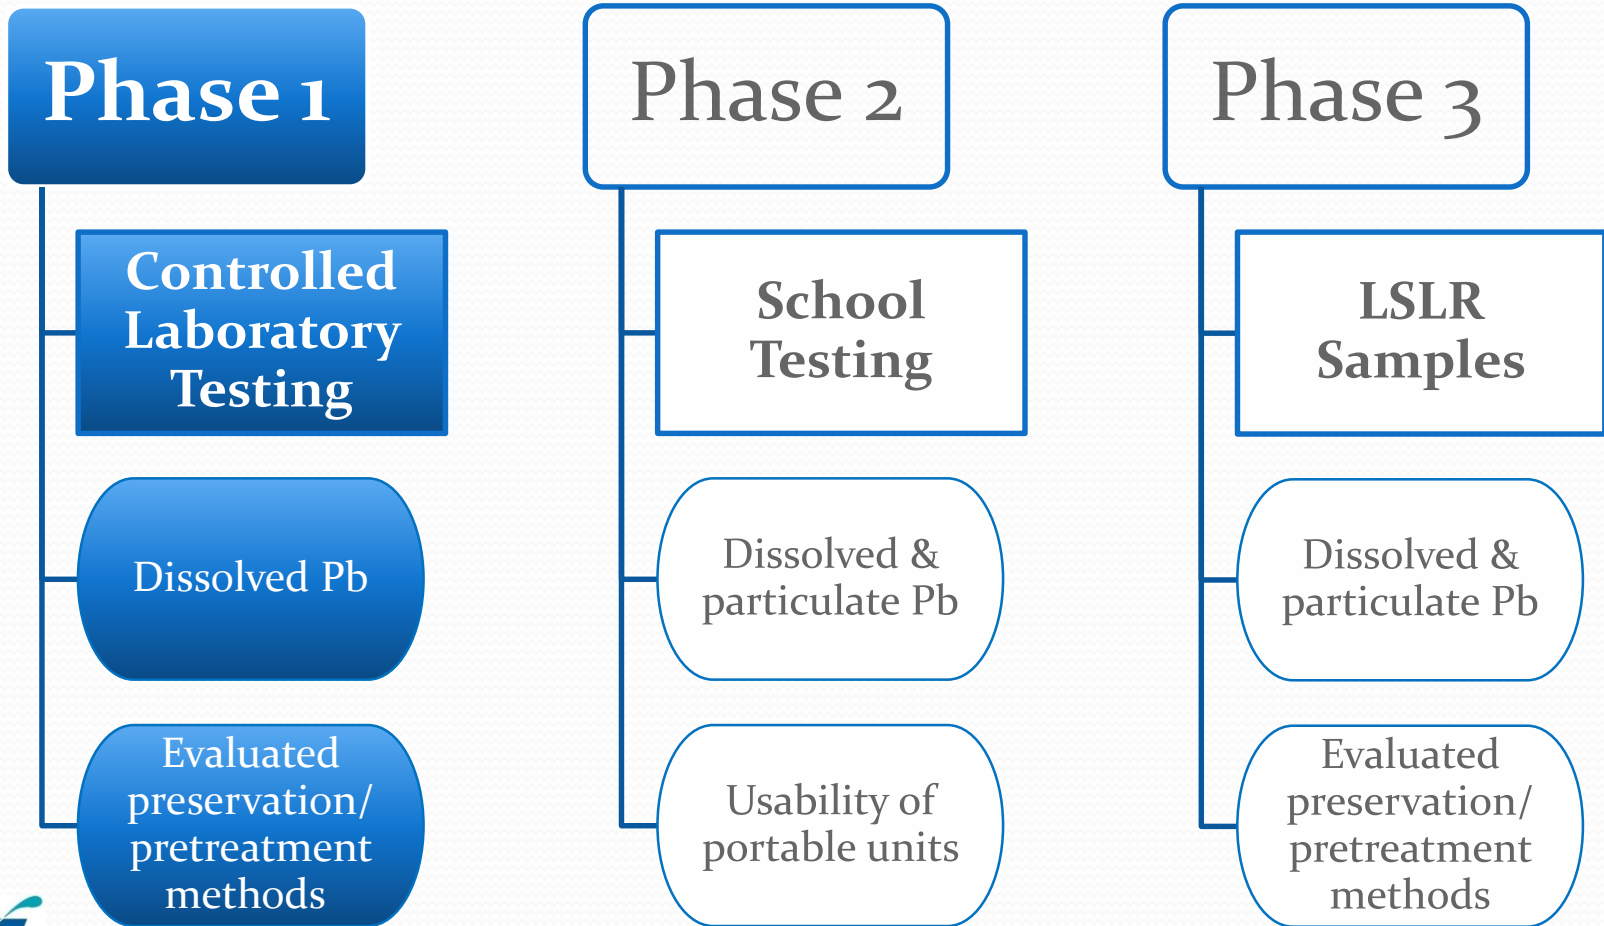 Phase 1
Controlled
Laboratory
Testing
Dissolved Pb
Evaluated
preservation/
pretreatment
methods
Phase 2
School
Testing
Dissolved &
particulate Pb
Usability of
portable units
Phase 3
LSLR
Samples
Dissolved &
particulate Pb
Evaluated
preservation/
pretreatment
methods